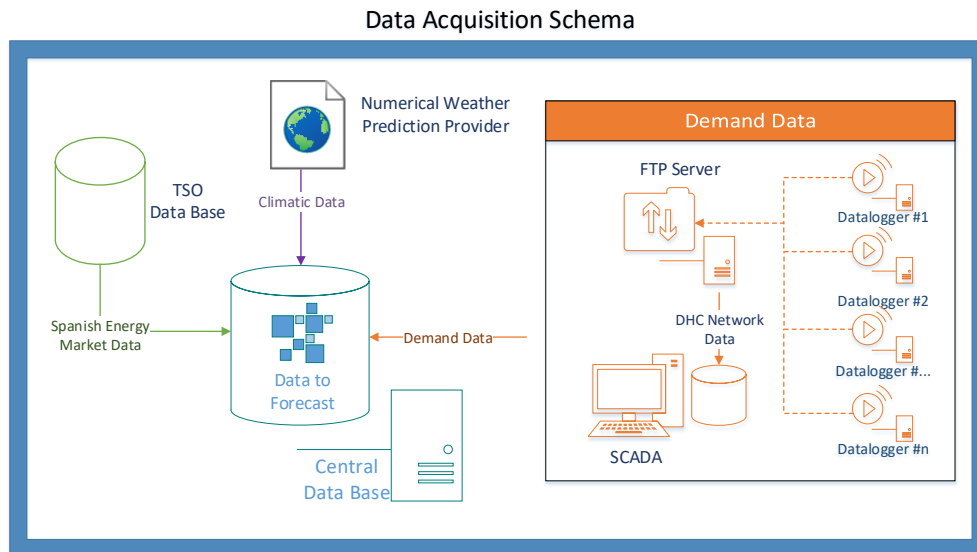 Data Acquisition Schema
Numerical Weather
Prediction Provider
TSO
Data Base
Climatic Data
Spanish Energy
Market Data
Data to
Forecast
Demand Data
Central
Data Base
Demand Data
FTP Server
Datalogger #1
Datalogger #2
DHC Network
Data
Datalogger #...
SCADA
Datalogger #n